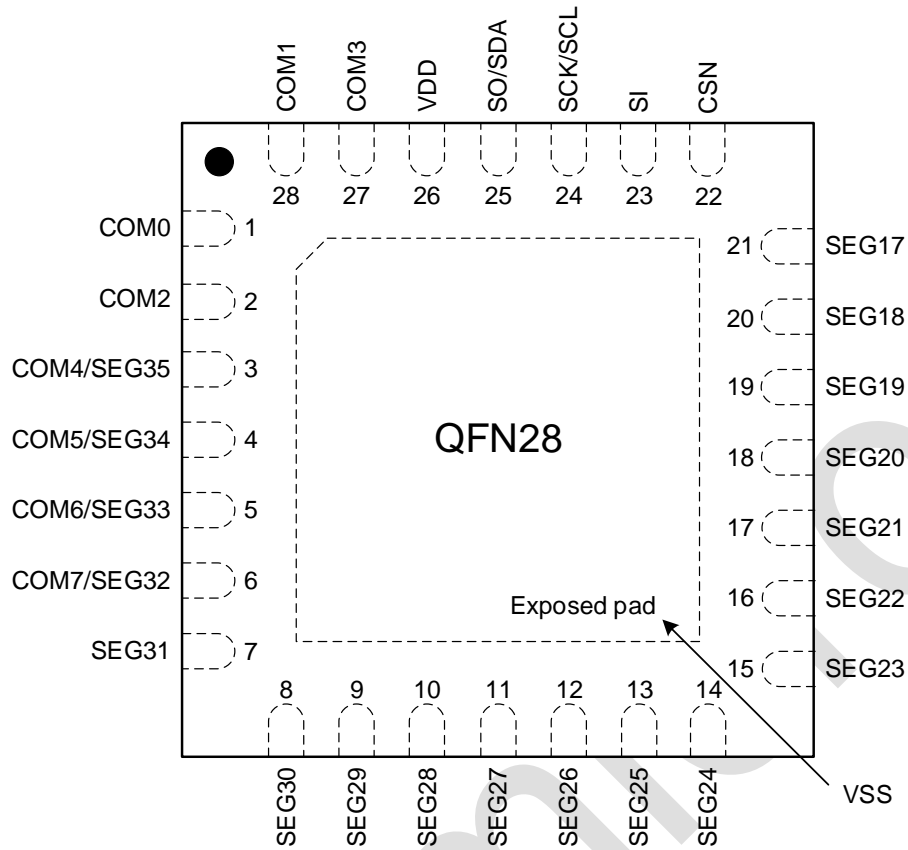 COM1
COM3
VDD
SO/SDA
SCK/SCL
SI
CSN
28
27
26
25
24
23
22
COM0 1
COM2 2
COM4/SEG35 3
COM5/SEG34 4
COM6/SEG33 5
COM7/SEG32 6
SEG31 7
21 SEG17
20 SEG18
19 SEG19
18 SEG20
17 SEG21
16 SEG22
15 SEG23
QFN28
Exposed pad
VSS
8
9
10
11
12
13
14
SEG30
SEG29
SEG28
SEG27
SEG26
SEG25
SEG24